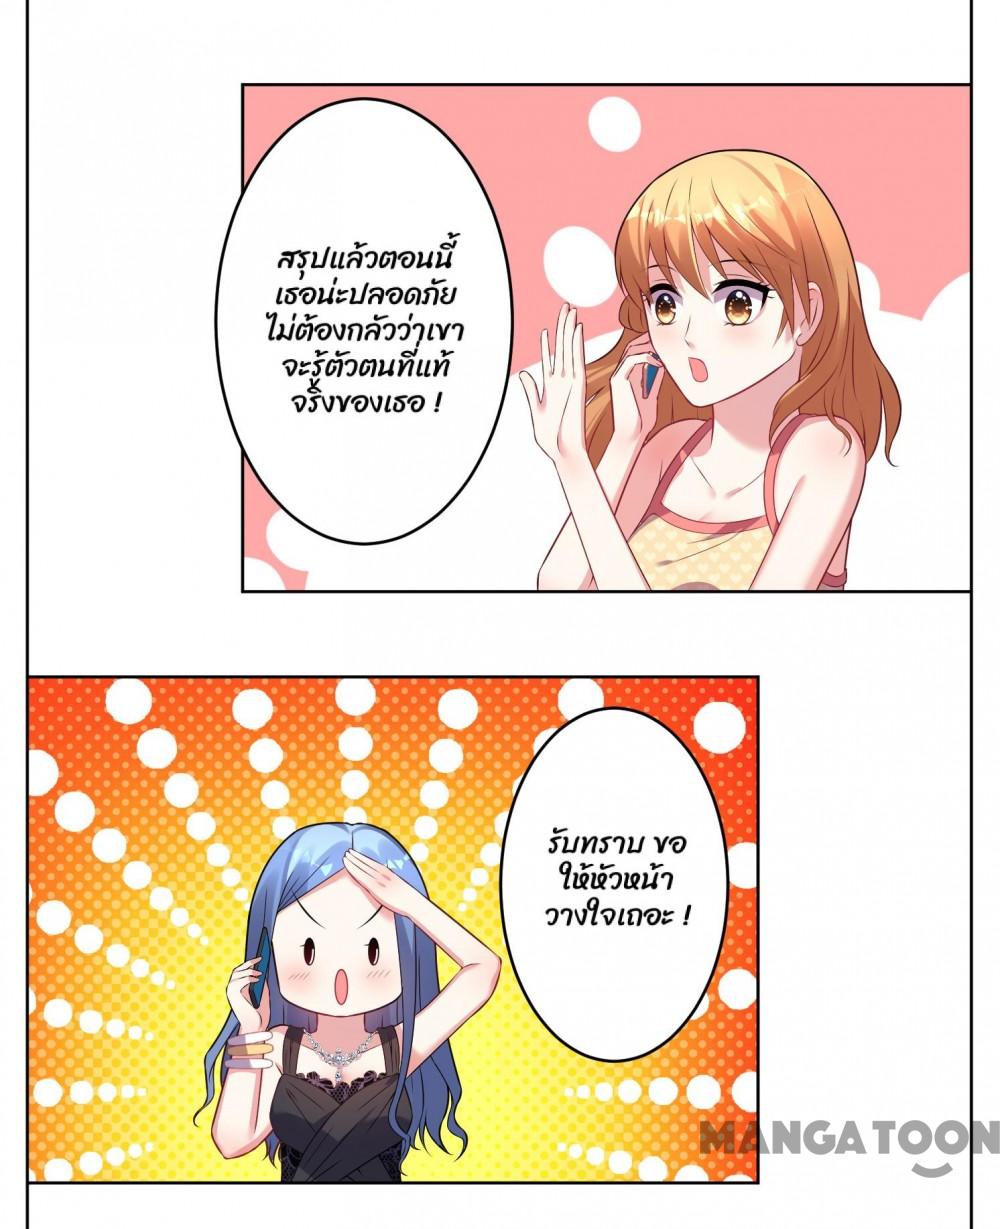 สรุปแล้วตอนนี้
เธอน่ะปลอดภัย
ไม่ต้องกลัวว่าเขา
จะรู้ตัวตนที่แท้
จริงของเธอ !
รับทราบ ขอ
ให้หัวหน้า
วางใจเถอะ !
MANGATOON